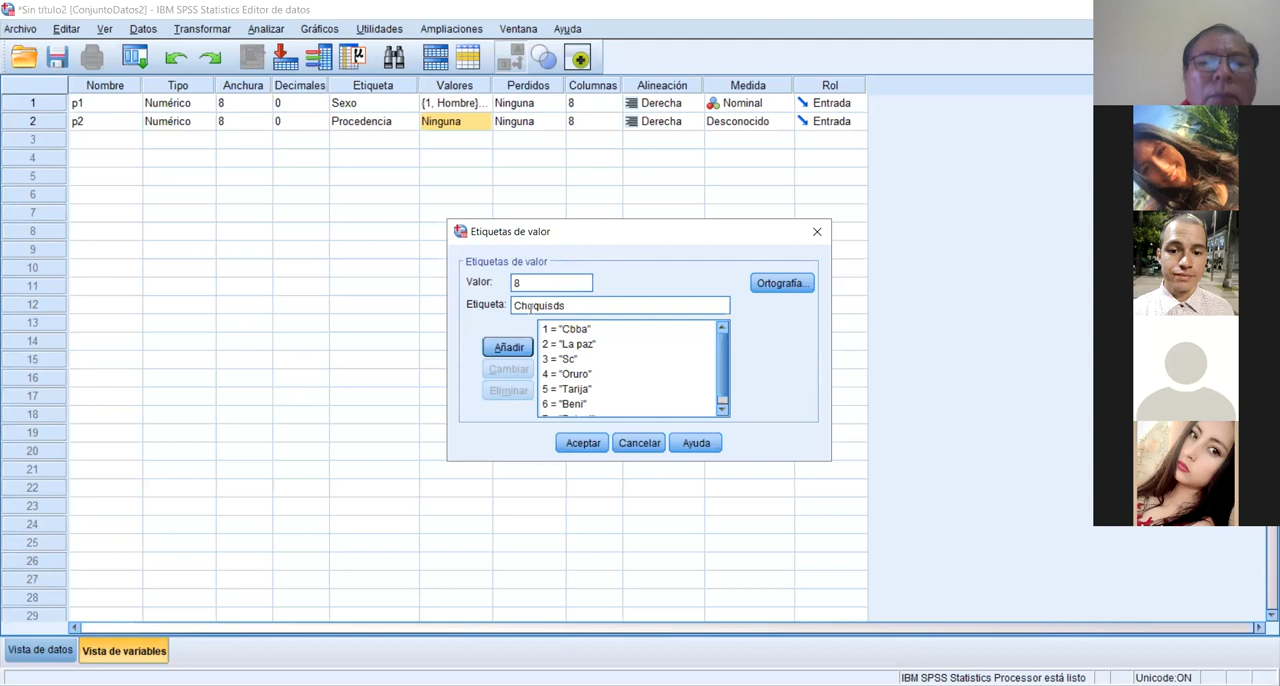 *Sin título2 [ConjuntoDatos2] - IBM SPSS Statistics Editor de datos
Archivo Editar Ver Datos Transformar Analizar Gráficos Utilidades Ampliaciones Ventana Ayuda
Nombre Tipo Anchura Decimales Etiqueta Valores Perdidos Columnas Alineación Medida Rol
1 p1 Numérico 8 0 Sexo {1, Hombre}... Ninguna 8 Derecha Nominal Entrada
2 p2 Numérico 8 0 Procedencia Ninguna Ninguna 8 Derecha Desconocido Entrada
3
4
5
6
7
8
9
10
11
12
13
14
15
16
17
18
19
20
21
22
23
24
25
26
27
28
29
Etiquetas de valor
Etiquetas de valor
Valor: 8
Ortografía...
Etiqueta: Choquisds
1 = "Cbba"
2 = "La paz"
3 = "Sc"
4 = "Oruro"
5 = "Tarija"
6 = "Beni"
Añadir
Cambiar
Eliminar
Aceptar Cancelar Ayuda
Vista de datos Vista de variables
IBM SPSS Statistics Processor está listo Unicode:ON